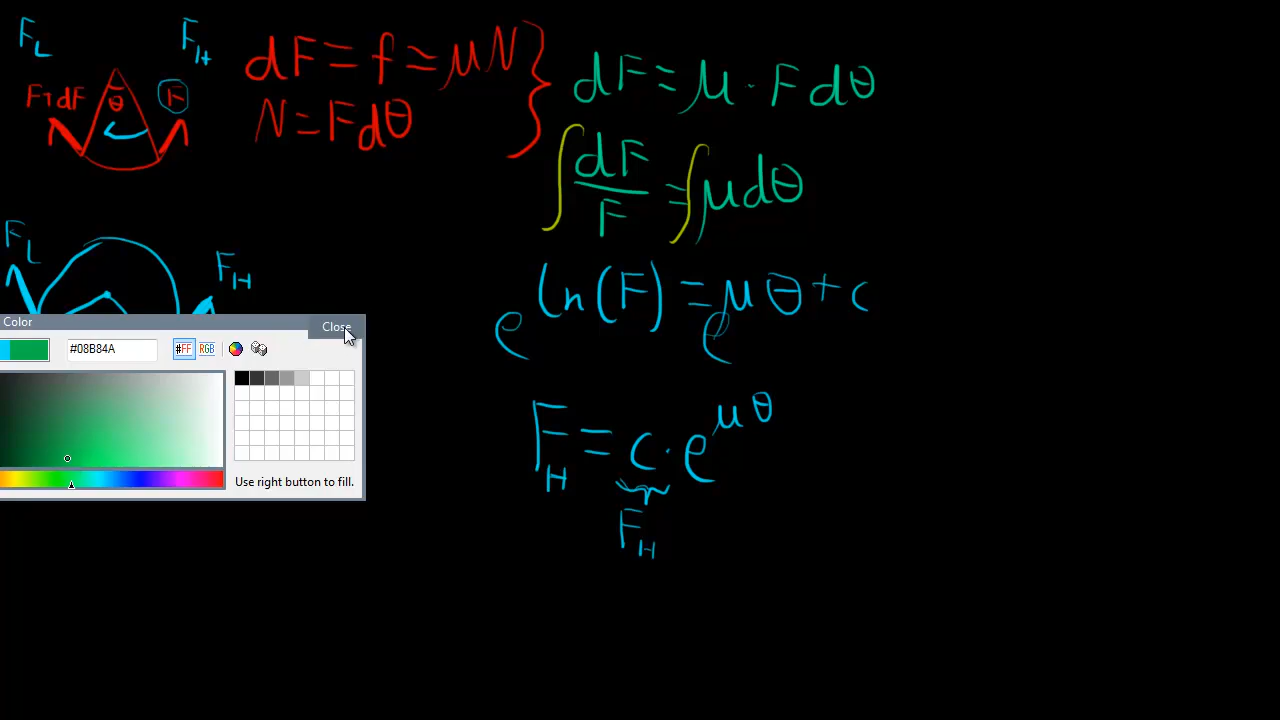 F_L F_H
F+dF θ F
dF = f = μN
N = Fdθ
dF = μ · F dθ
∫ dF/F = ∫ μdθ
e^ln(F) = e^μθ + c
F_H = c · e^μθ
F_H
F_L F_H
Color Close
#08B84A #FF RGB
Use right button to fill.